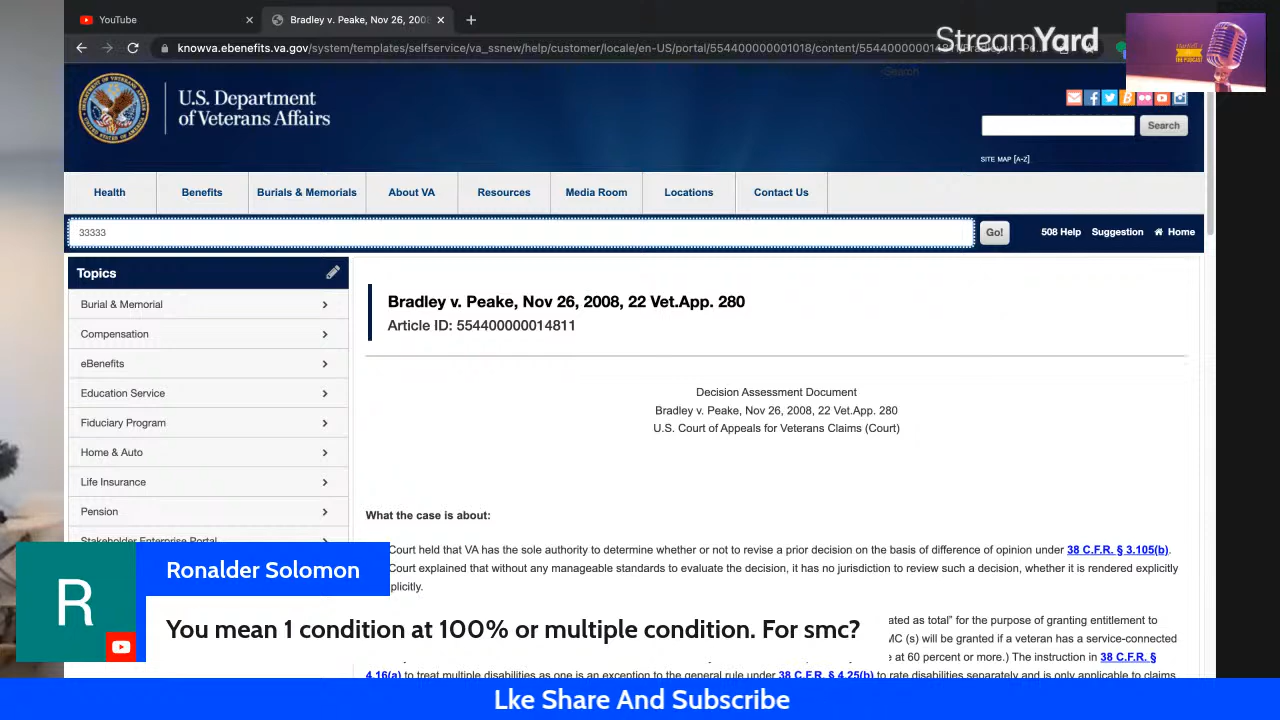 YouTube
Bradley v. Peake, Nov 26, 200
StreamYard
knowva.ebenefits.va.gov/system/templates/selfservice/va_ssnew/help/customer/locale/en-US/portal/554400000001018/content/554400000014811/Bradley-v.-Pe
Search
THE PODCAST
U.S. Department
of Veterans Affairs
Search
SITE MAP [A-Z]
Health
Benefits
Burials & Memorials
About VA
Resources
Media Room
Locations
Contact Us
33333
Go!
508 Help
Suggestion
Home
Topics
Burial & Memorial
Compensation
eBenefits
Education Service
Fiduciary Program
Home & Auto
Life Insurance
Pension
Stakeholder Enterprise Portal
Bradley v. Peake, Nov 26, 2008, 22 Vet.App. 280
Article ID: 554400000014811
Decision Assessment Document
Bradley v. Peake, Nov 26, 2008, 22 Vet.App. 280
U.S. Court of Appeals for Veterans Claims (Court)
What the case is about:
Court held that VA has the sole authority to determine whether or not to revise a prior decision on the basis of difference of opinion under 38 C.F.R. § 3.105(b).
Court explained that without any manageable standards to evaluate the decision, it has no jurisdiction to review such a decision, whether it is rendered explicitly
plicitly.
ated as total” for the purpose of granting entitlement to
MC (s) will be granted if a veteran has a service-connected
at 60 percent or more.) The instruction in 38 C.F.R. §
4.16(a) to treat multiple disabilities as one is an exception to the general rule under 38 C.F.R. § 4.25(b) to rate disabilities separately and is only applicable to claims
R
Ronalder Solomon
You mean 1 condition at 100% or multiple condition. For smc?
Lke Share And Subscribe